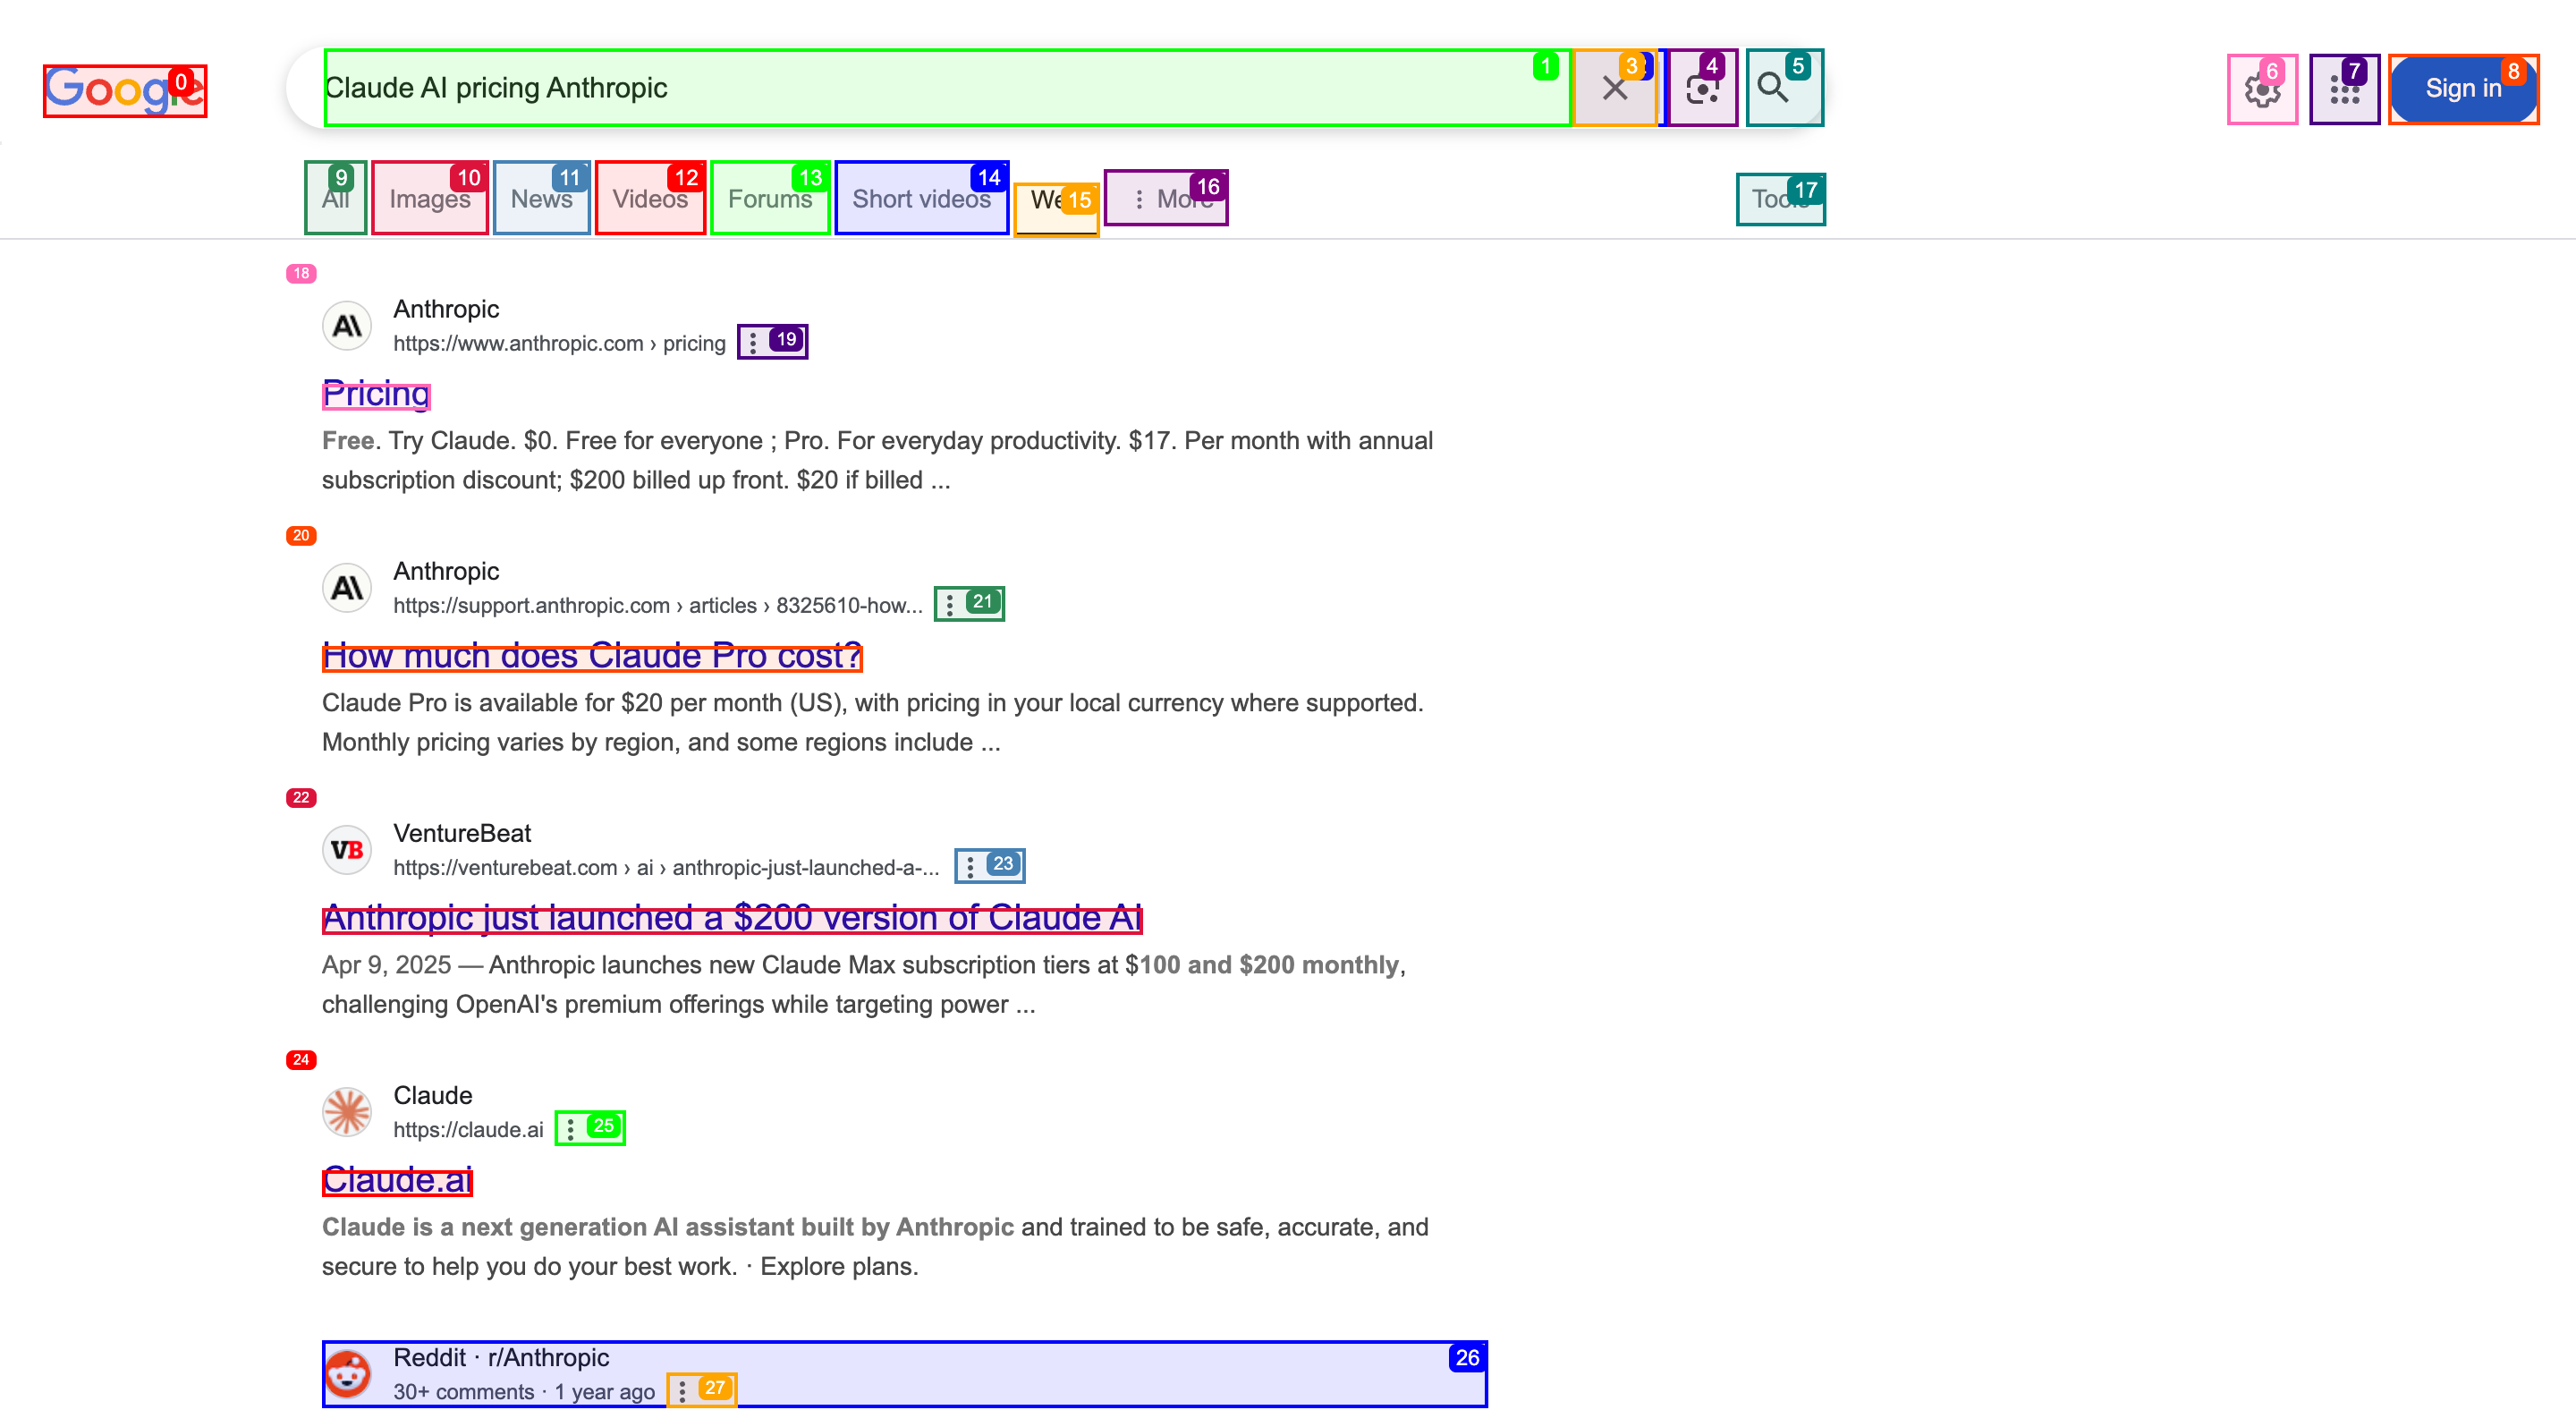 Google 0
Claude AI pricing Anthropic 1 3 4 5
6 7 Sign in 8
All 9 Images 10 News 11 Videos 12 Forums 13 Short videos 14 15 More 16 Tools 17
18
Anthropic
https://www.anthropic.com › pricing 19
Pricing
Free. Try Claude. $0. Free for everyone ; Pro. For everyday productivity. $17. Per month with annual
subscription discount; $200 billed up front. $20 if billed ...
20
Anthropic
https://support.anthropic.com › articles › 8325610-how... 21
How much does Claude Pro cost?
Claude Pro is available for $20 per month (US), with pricing in your local currency where supported.
Monthly pricing varies by region, and some regions include ...
22
VentureBeat
https://venturebeat.com › ai › anthropic-just-launched-a-... 23
Anthropic just launched a $200 version of Claude AI
Apr 9, 2025 — Anthropic launches new Claude Max subscription tiers at $100 and $200 monthly,
challenging OpenAI's premium offerings while targeting power ...
24
Claude
https://claude.ai 25
Claude.ai
Claude is a next generation AI assistant built by Anthropic and trained to be safe, accurate, and
secure to help you do your best work. · Explore plans.
Reddit · r/Anthropic 26
30+ comments · 1 year ago 27